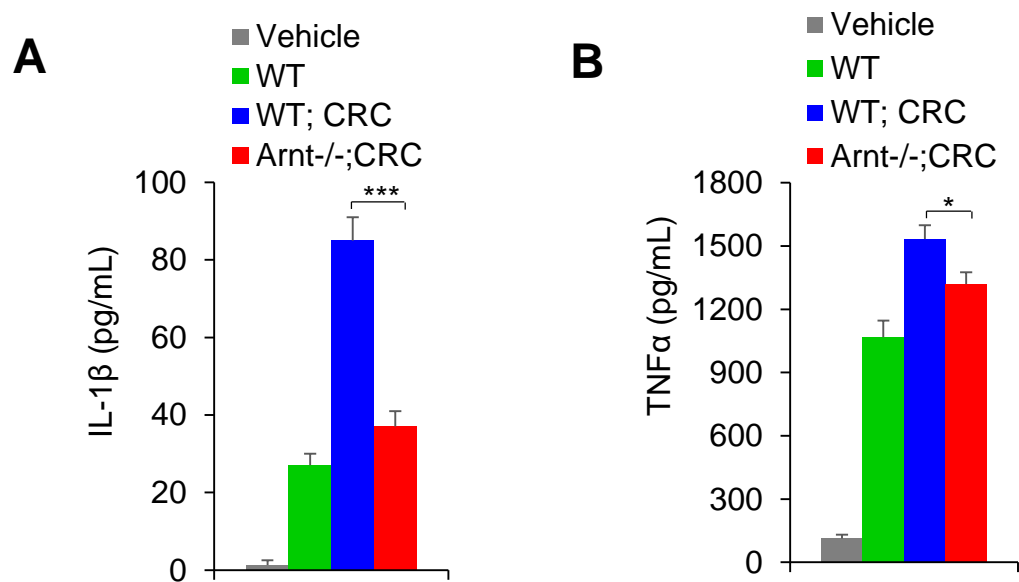 A
Vehicle
WT
WT; CRC
Arnt-/-;CRC
100
80
60
40
20
0
IL-1β (pg/mL)
***
B
Vehicle
WT
WT; CRC
Arnt-/-;CRC
1800
1500
1200
900
600
300
0
TNFα (pg/mL)
*